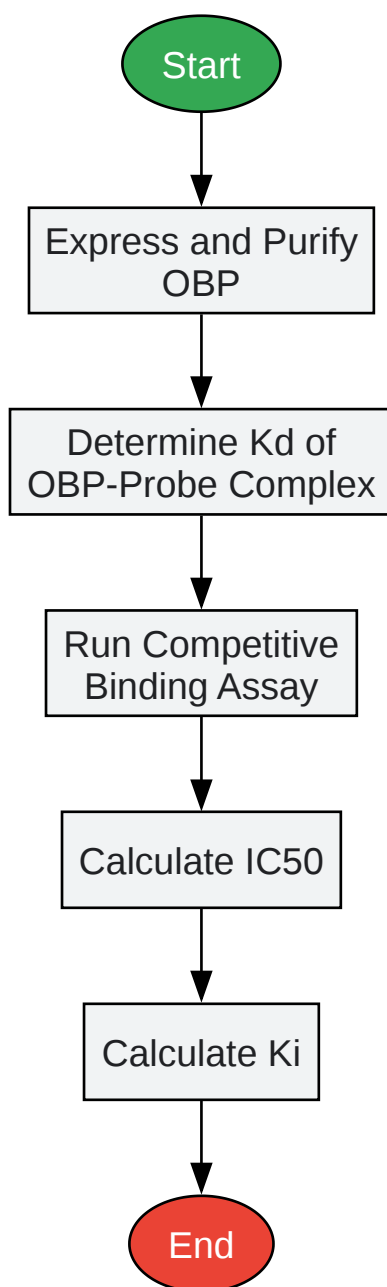 Start
Express and Purify
OBP
Determine Kd of
OBP-Probe Complex
Run Competitive
Binding Assay
Calculate IC50
Calculate Ki
End